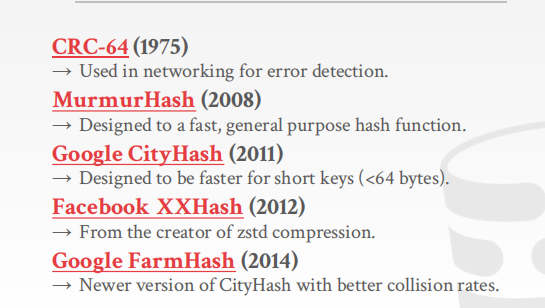 CRC-64 (1975)
→ Used in networking for error detection.
MurmurHash (2008)
→ Designed to a fast, general purpose hash function.
Google CityHash (2011)
→ Designed to be faster for short keys (<64 bytes).
Facebook XXHash (2012)
→ From the creator of zstd compression.
Google FarmHash (2014)
→ Newer version of CityHash with better collision rates.